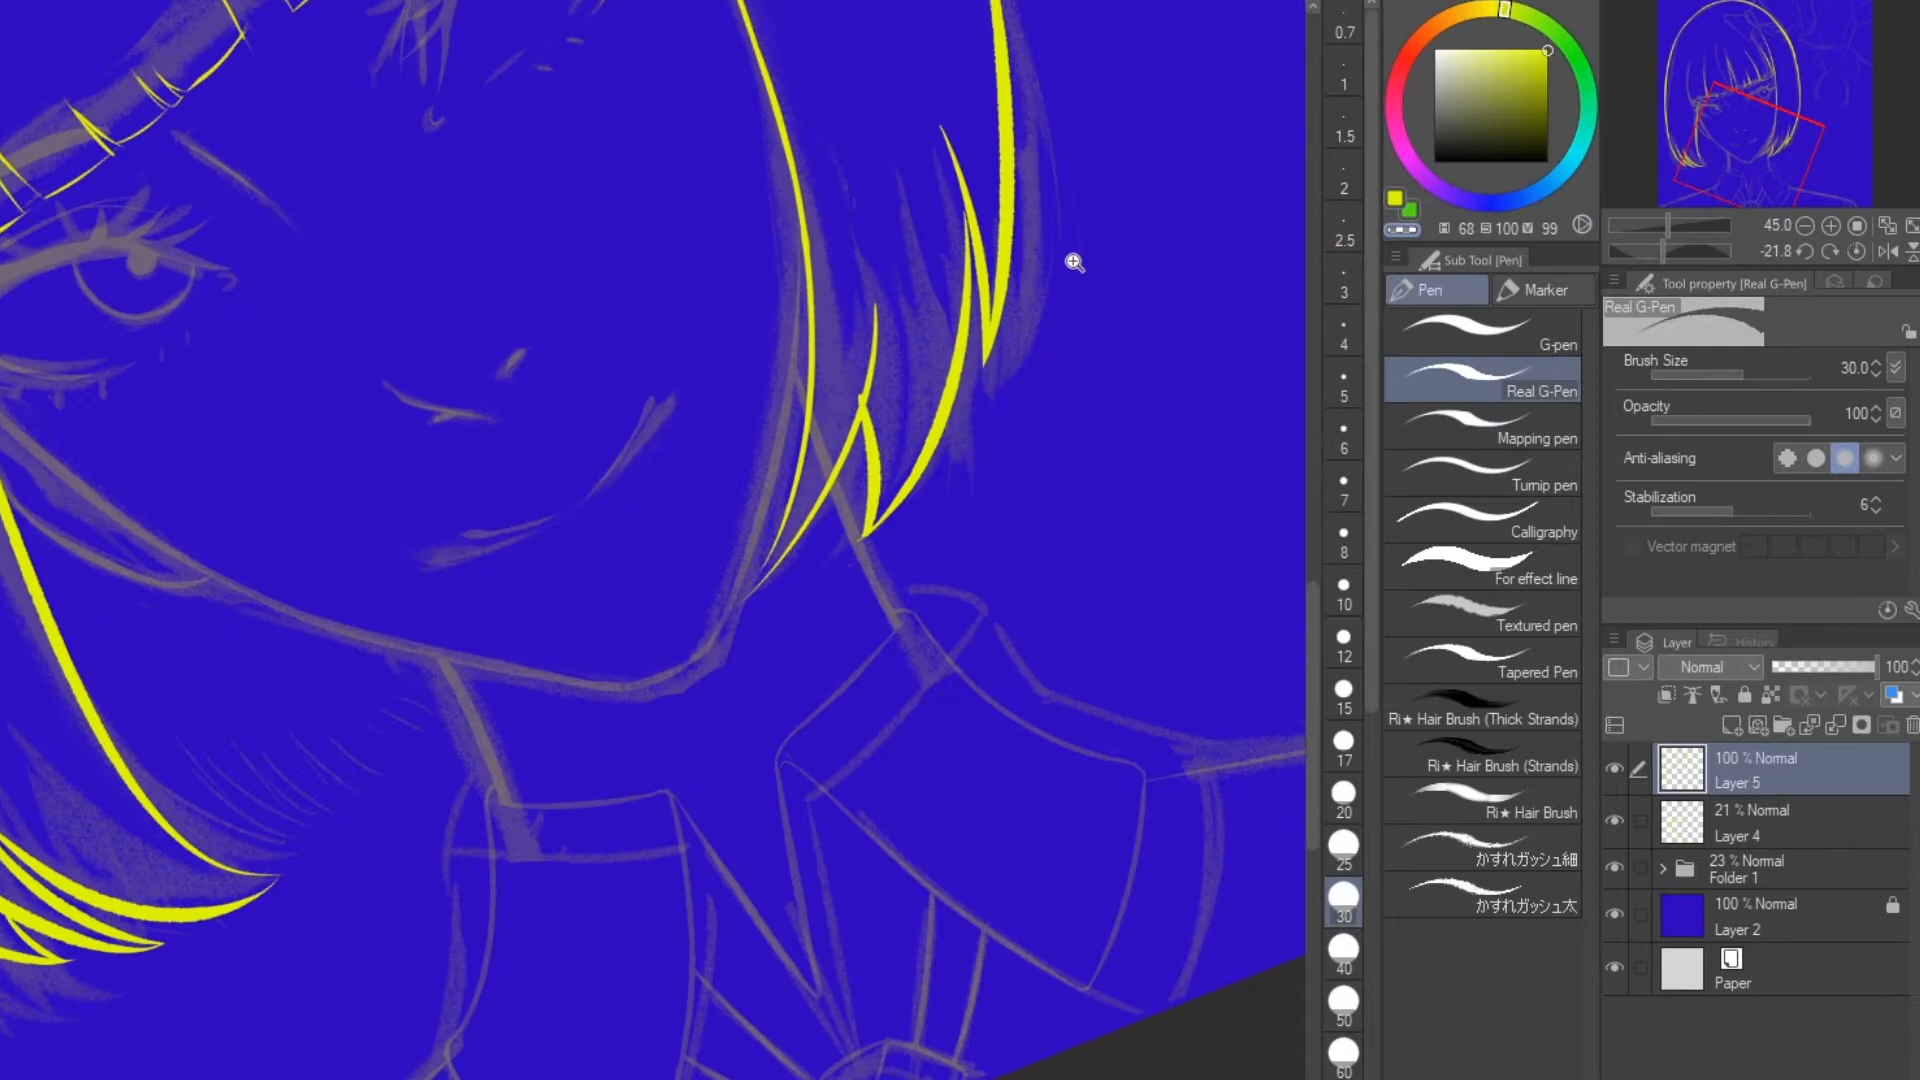 0.7
1
1.5
2
2.5
3
4
5
6
7
8
10
12
15
17
20
25
30
40
50
60
68 100 99
Sub Tool [Pen]
Pen
Marker
G-pen
Real G-Pen
Mapping pen
Turnip pen
Calligraphy
For effect line
Textured pen
Tapered Pen
Ri★ Hair Brush (Thick Strands)
Ri★ Hair Brush (Strands)
Ri★ Hair Brush
かすれガッシュ細
かすれガッシュ太
45.0
-21.8
Tool property [Real G-Pen]
Real G-Pen
Brush Size 30.0
Opacity 100
Anti-aliasing
Stabilization 6
Vector magnet
Layer
History
Normal 100
100 % Normal
Layer 5
21 % Normal
Layer 4
23 % Normal
Folder 1
100 % Normal
Layer 2
Paper